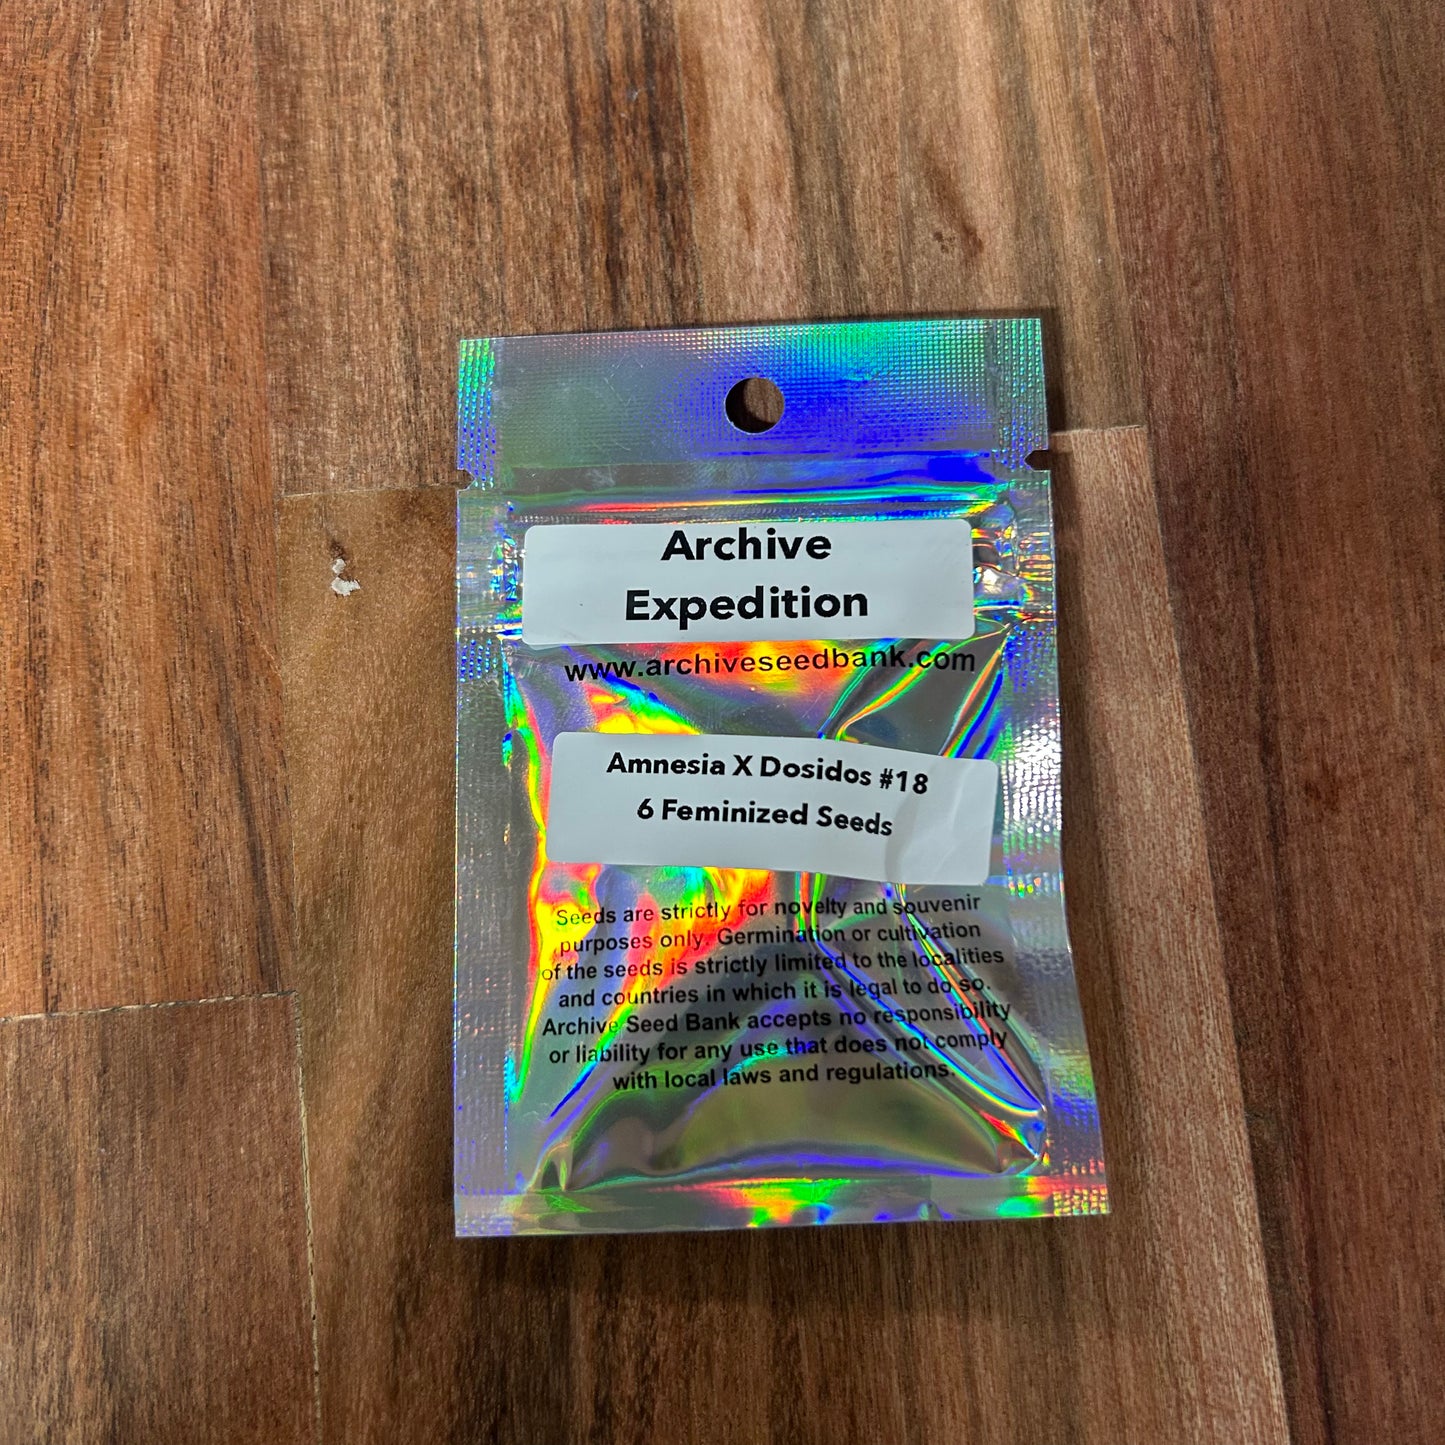 Archive
Expedition
www.archiveseedbank.com
Amnesia X Dosidos #18
6 Feminized Seeds
Seeds are strictly for novelty and souvenir
purposes only. Germination or cultivation
of the seeds is strictly limited to the localities
and countries in which it is legal to do so.
Archive Seed Bank accepts no responsibility
or liability for any use that does not comply
with local laws and regulations.